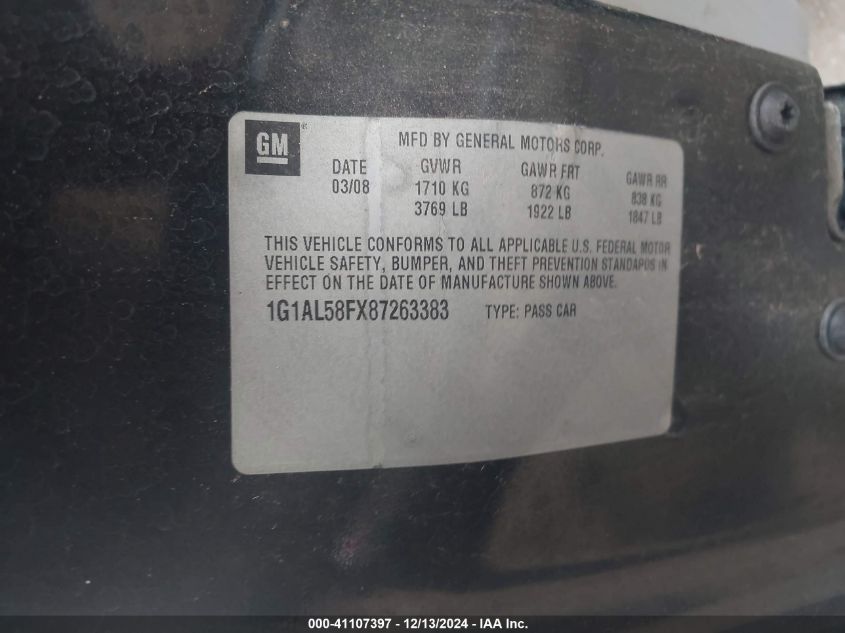 GM
MFD BY GENERAL MOTORS CORP.
DATE GVWR GAWR FRT GAWR RR
03/08 1710 KG 872 KG 838 KG
3769 LB 1922 LB 1847 LB
THIS VEHICLE CONFORMS TO ALL APPLICABLE U.S. FEDERAL MOTOR
VEHICLE SAFETY, BUMPER, AND THEFT PREVENTION STANDARDS IN
EFFECT ON THE DATE OF MANUFACTURE SHOWN ABOVE.
1G1AL58FX87263383 TYPE: PASS CAR
000-41107397 - 12/13/2024 - IAA Inc.